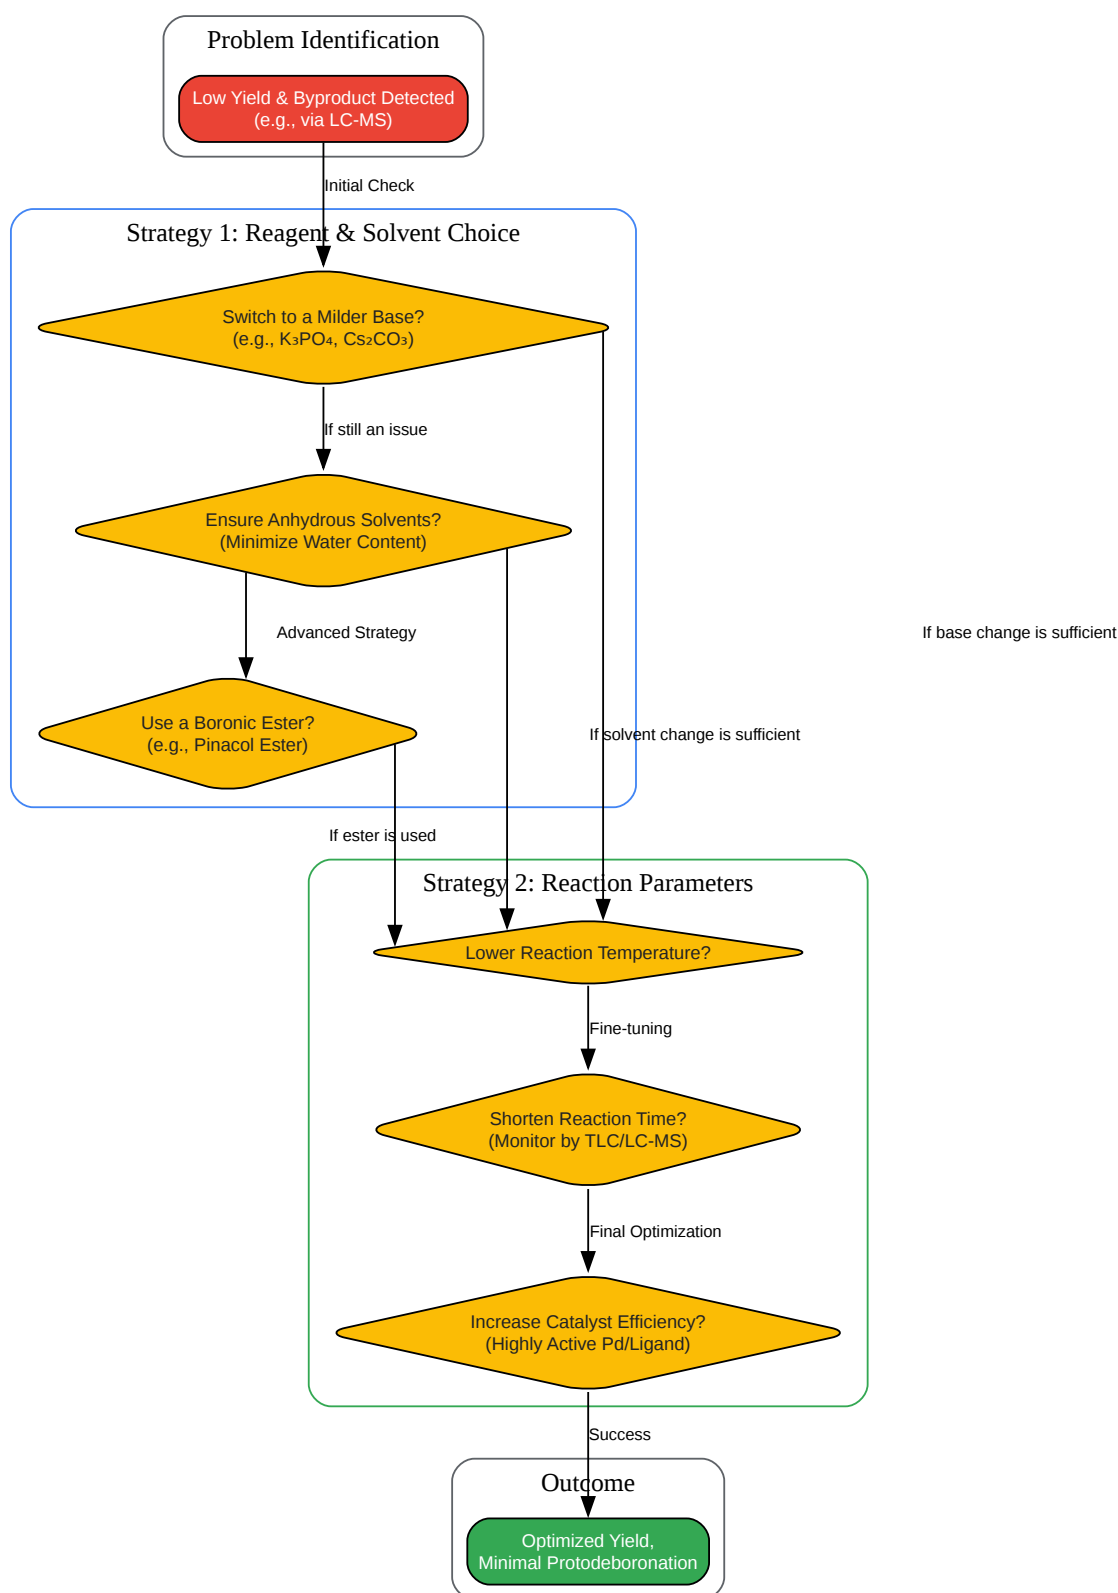 Problem Identification
Low Yield & Byproduct Detected
(e.g., via LC-MS)
Initial Check
Strategy 1: Reagent & Solvent Choice
Switch to a Milder Base?
(e.g., K₃PO₄, Cs₂CO₃)
If still an issue
Ensure Anhydrous Solvents?
(Minimize Water Content)
Advanced Strategy
If base change is sufficient
Use a Boronic Ester?
(e.g., Pinacol Ester)
If solvent change is sufficient
If ester is used
Strategy 2: Reaction Parameters
Lower Reaction Temperature?
Fine-tuning
Shorten Reaction Time?
(Monitor by TLC/LC-MS)
Final Optimization
Increase Catalyst Efficiency?
(Highly Active Pd/Ligand)
Success
Outcome
Optimized Yield,
Minimal Protodeboronation